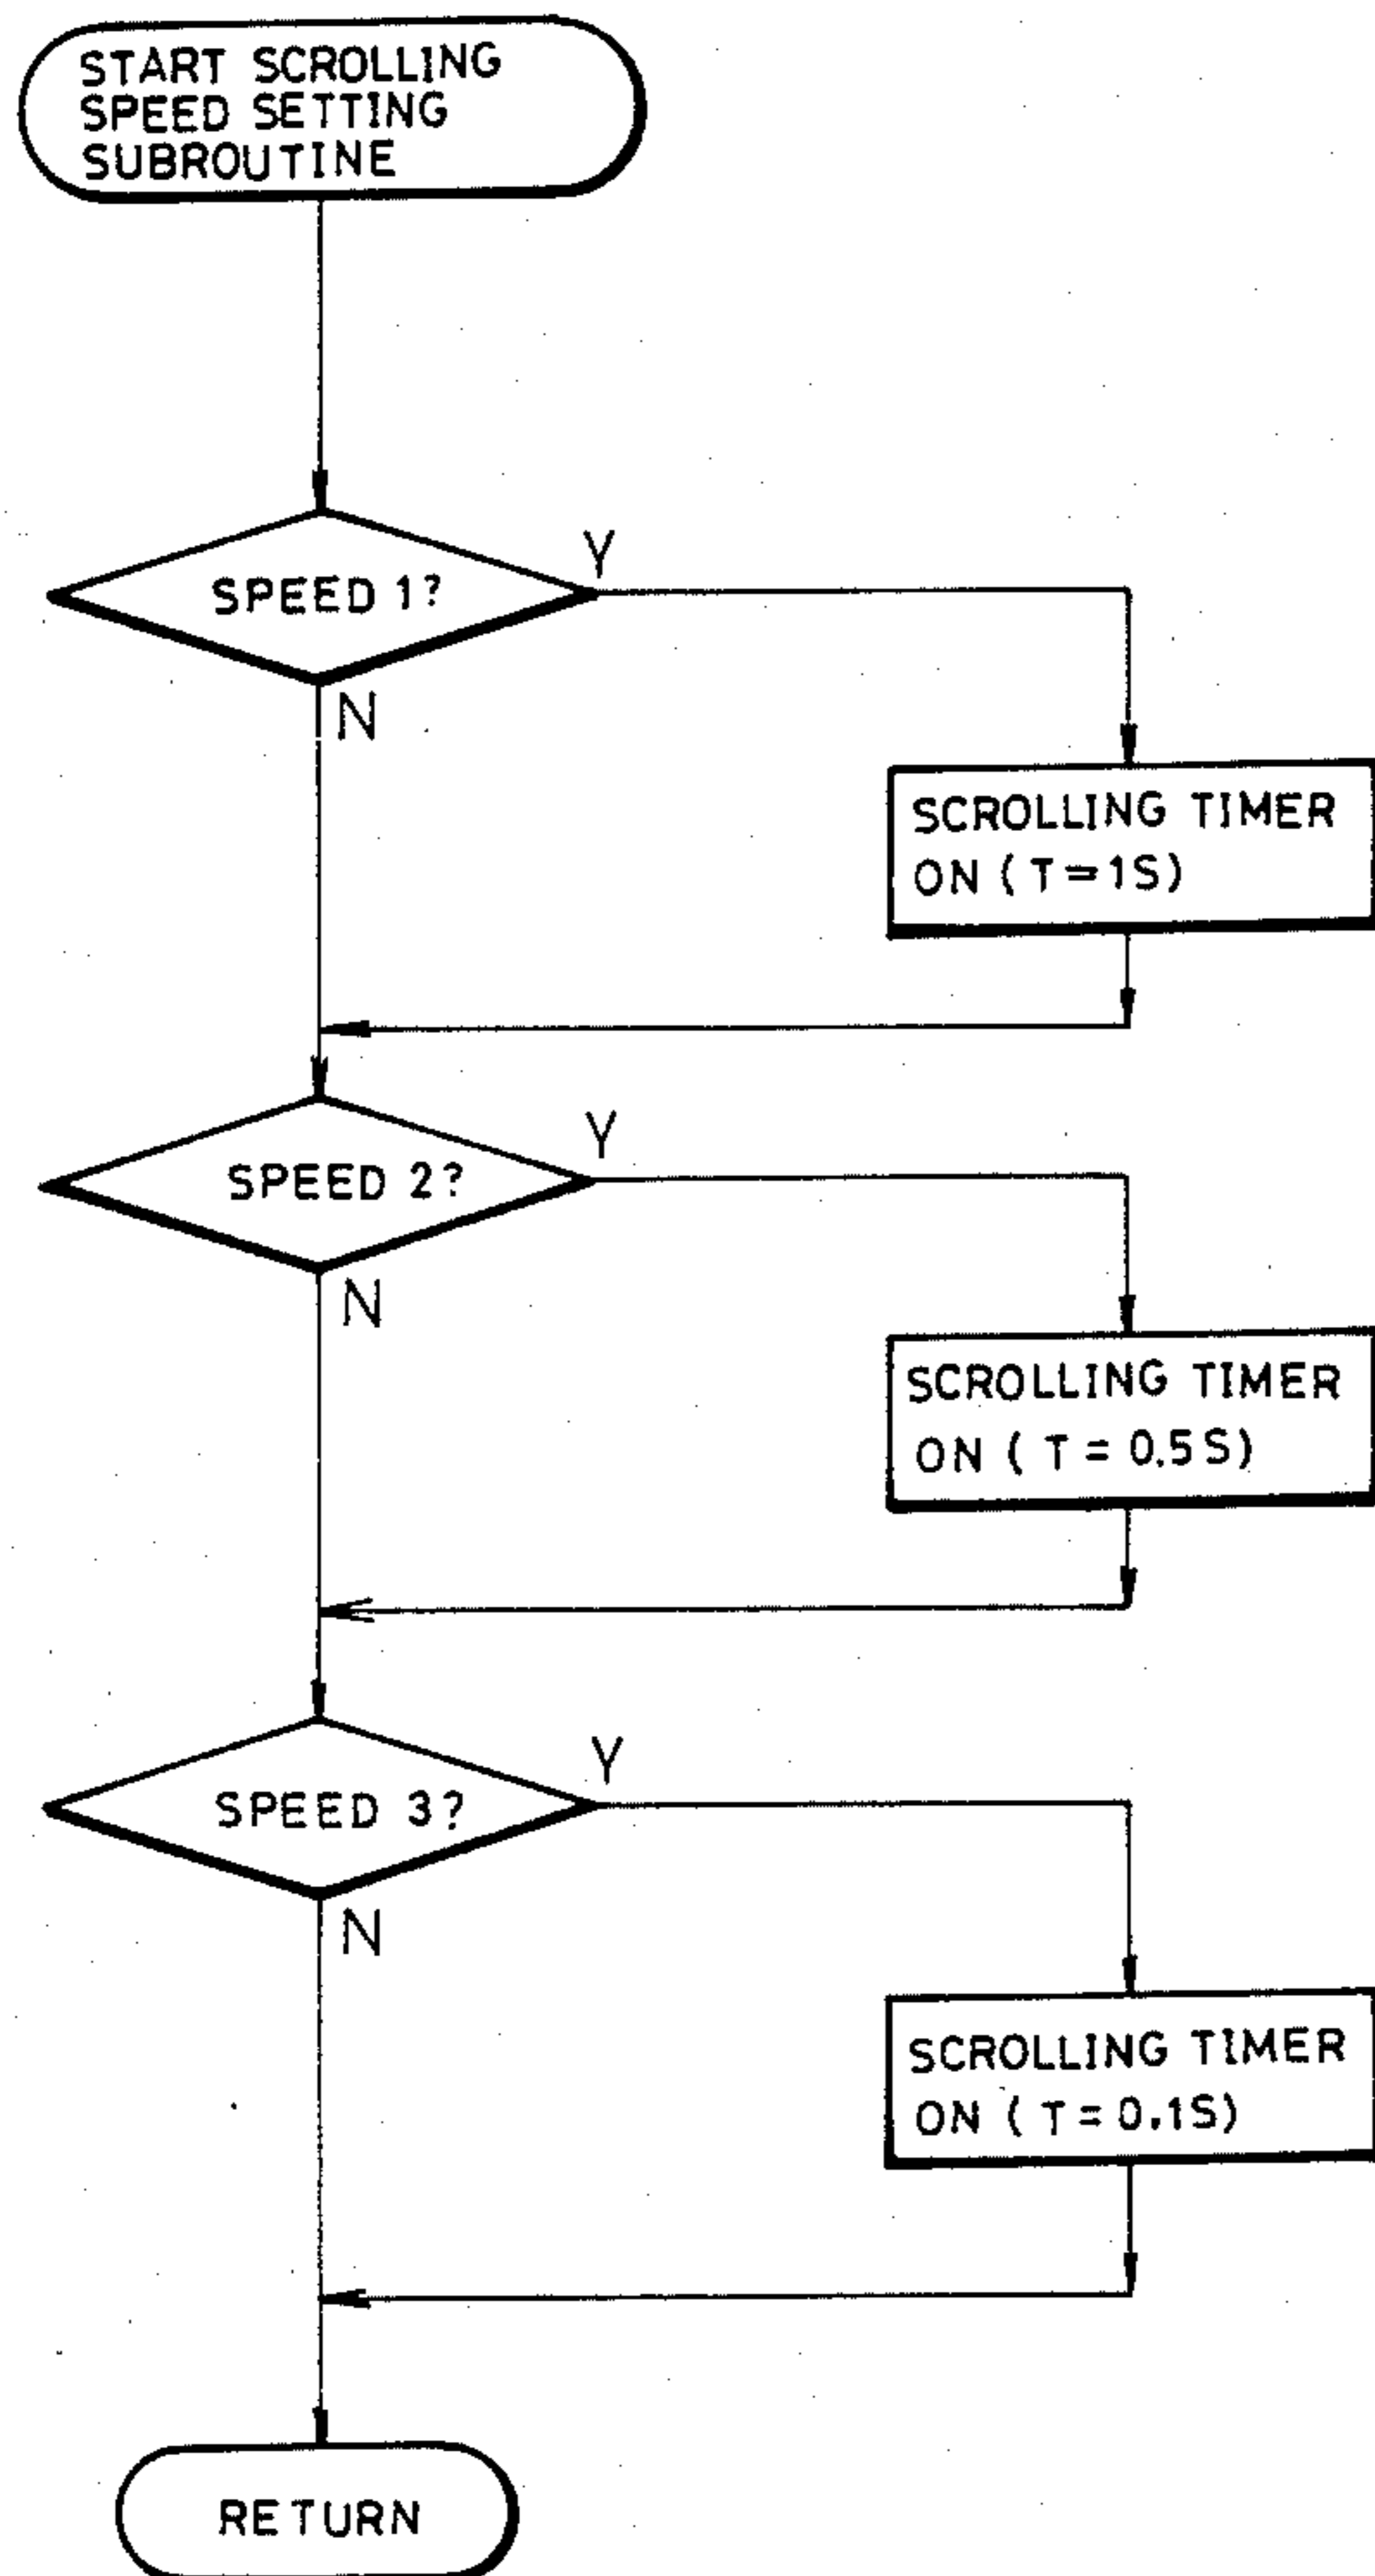 START SCROLLING
SPEED SETTING
SUBROUTINE
SPEED 1?
Y
N
SCROLLING TIMER
ON ( T = 1S)
SPEED 2?
Y
N
SCROLLING TIMER
ON ( T = 0.5S)
SPEED 3?
Y
N
SCROLLING TIMER
ON ( T = 0.1S)
RETURN